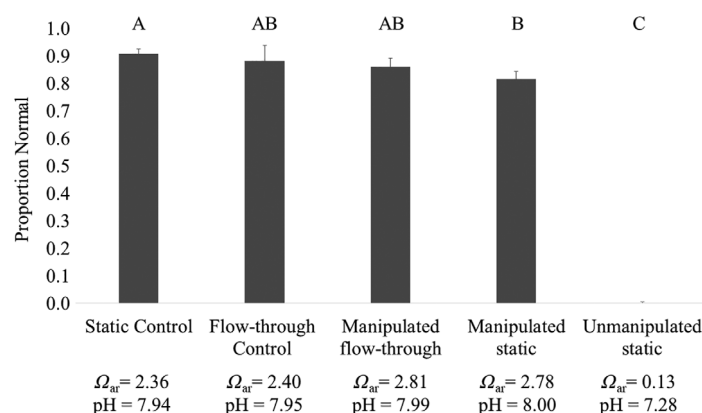 A AB AB B C
1.0
0.9
0.8
0.7
0.6
0.5
0.4
0.3
0.2
0.1
0.0
Proportion Normal
Static Control Flow-through Manipulated Manipulated Unmanipulated
Control flow-through static static
Ωar= 2.36 Ωar= 2.40 Ωar= 2.81 Ωar= 2.78 Ωar= 0.13
pH = 7.94 pH = 7.95 pH = 7.99 pH = 8.00 pH = 7.28